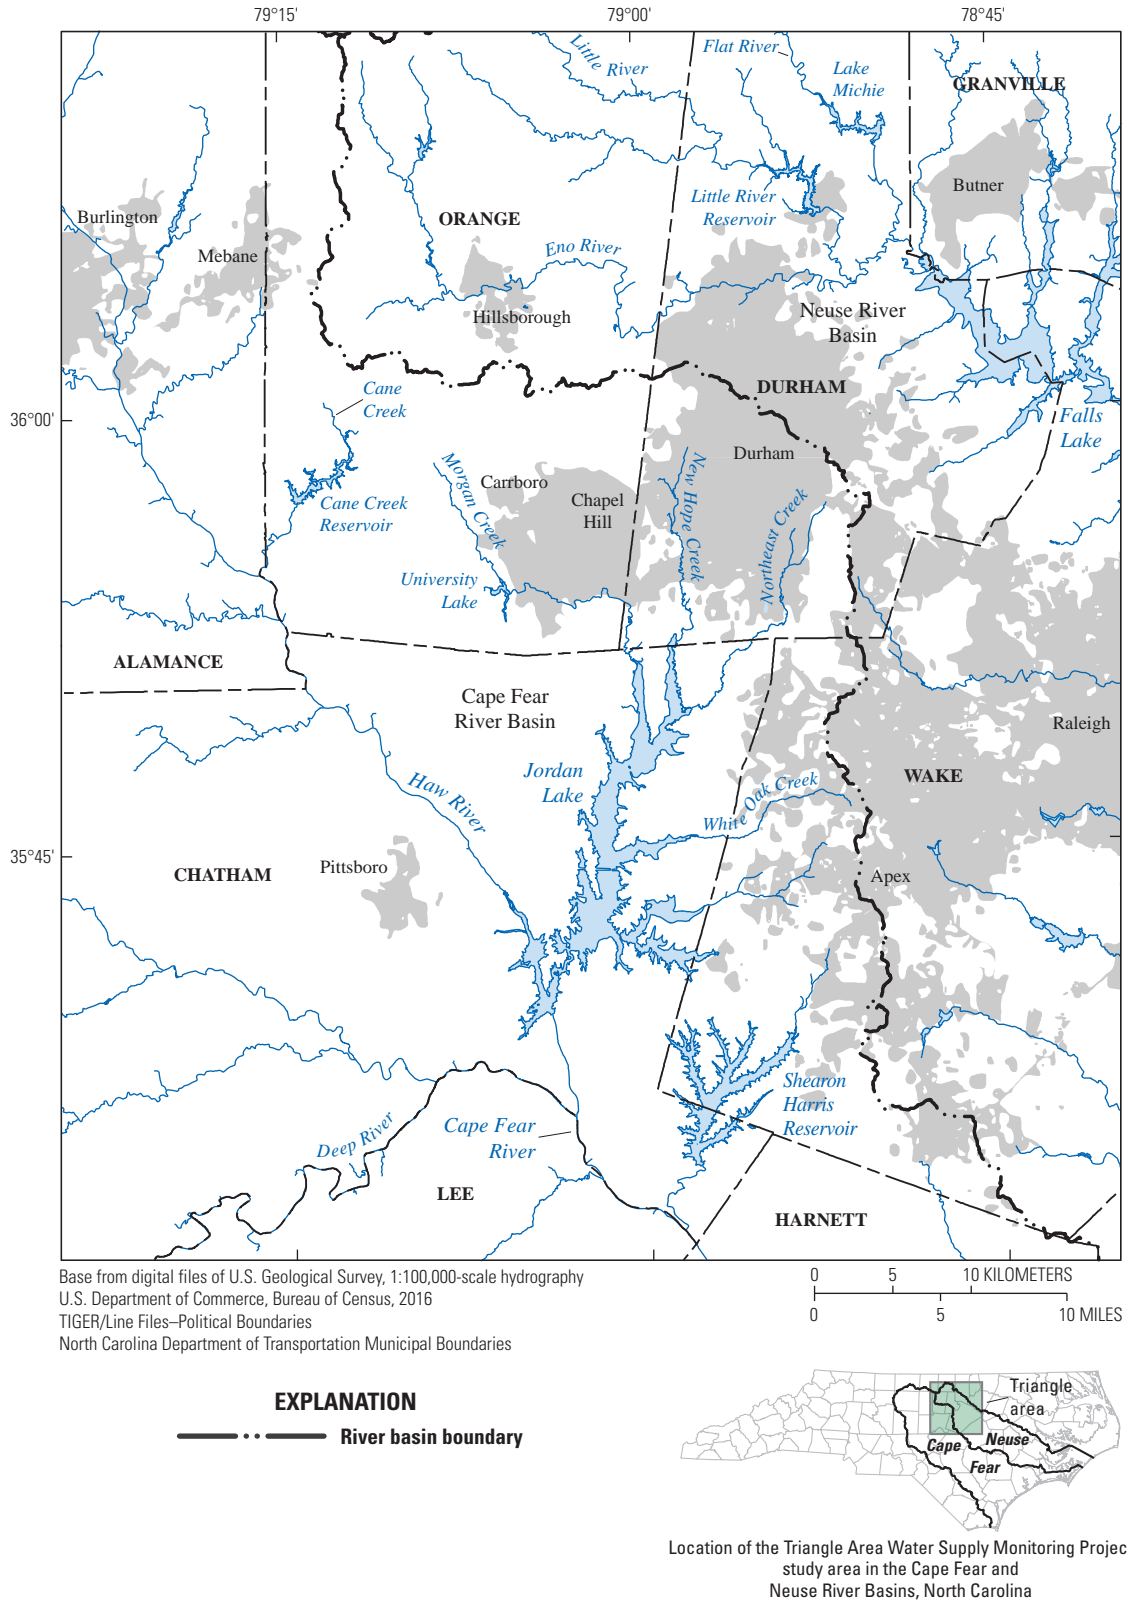 79°15' 79°00' 78°45'
Little River
Flat River
Lake
Michie
GRANVILLE
Butner
Little River
Reservoir
Burlington
ORANGE
Mebane
Eno River
Hillsborough
Neuse River
Basin
Cane
Creek
DURHAM
36°00'
Falls
Lake
Durham
Morgan Creek
Carrboro
New Hope Creek
Chapel
Hill
Northeast Creek
Cane Creek
Reservoir
University
Lake
ALAMANCE
Cape Fear
River Basin
Raleigh
Jordan
Lake
WAKE
Haw River
White Oak Creek
35°45'
Pittsboro
CHATHAM
Apex
Shearon
Harris
Reservoir
Deep River
Cape Fear
River
LEE
HARNETT
Base from digital files of U.S. Geological Survey, 1:100,000-scale hydrography
U.S. Department of Commerce, Bureau of Census, 2016
TIGER/Line Files–Political Boundaries
North Carolina Department of Transportation Municipal Boundaries
0 5 10 KILOMETERS
0 5 10 MILES
EXPLANATION
River basin boundary
Triangle
area
Neuse
Cape
Fear
Location of the Triangle Area Water Supply Monitoring Projec
study area in the Cape Fear and
Neuse River Basins, North Carolina